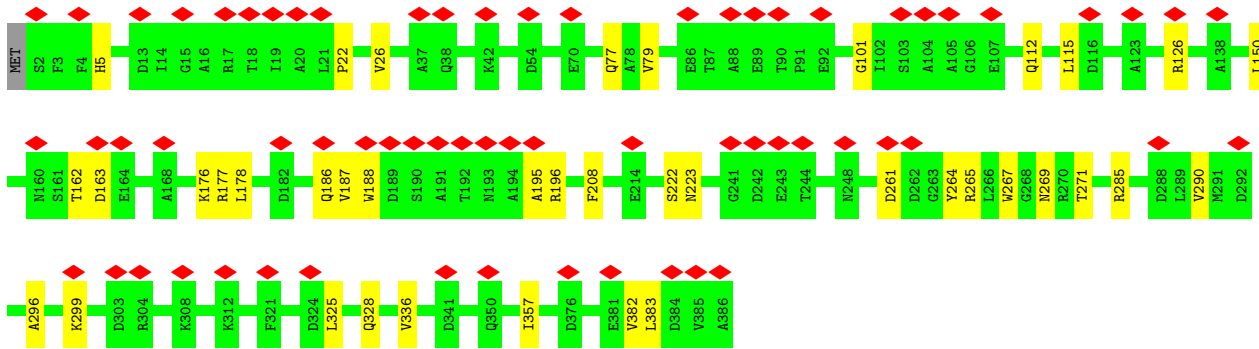 MET S2 F3 F4 H5 D13 I14 G15 A16 R17 T18 I19 A20 L21 P22 V26 A37 Q38 K42 D54 E70 Q77 A78 V79 E86 T87 A88 E89 T90 P91 E92 G101 I102 S103 A104 A105 G106 E107 Q112 L115 D116 A123 R126 A138 L150
N160 S161 T162 D163 E164 A168 K176 R177 L178 D182 Q186 V187 W188 D189 S190 A191 T192 N193 A194 A195 R196 F208 E214 S222 N223 G241 D242 E243 T244 N248 D261 D262 G263 Y264 R265 L266 W267 G268 N269 R270 T271 R285 D288 L289 V290 M291 D292
A296 K299 D303 R304 K308 K312 F321 D324 L325 Q328 V336 D341 Q350 I357 D376 E381 V382 L383 D384 V385 A386